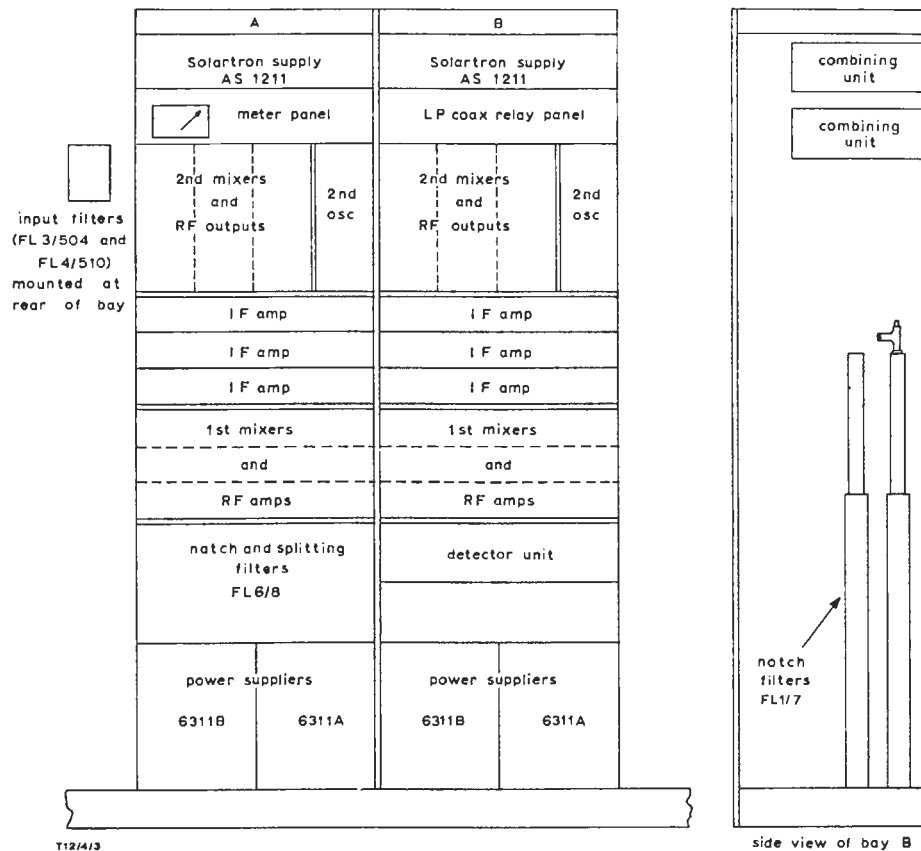 A
B
Solartron supply
AS 1211
Solartron supply
AS 1211
meter panel
LP coax relay panel
2nd mixers
and
RF outputs
2nd
osc
2nd mixers
and
RF outputs
2nd
osc
input filters
(FL3/504 and
FL4/510)
mounted at
rear of bay
IF amp
IF amp
IF amp
IF amp
IF amp
IF amp
1st mixers
and
RF amps
1st mixers
and
RF amps
notch and splitting
filters
FL6/8
detector unit
power suppliers
6311B
6311A
power suppliers
6311B
6311A
T12/4/3
combining
unit
combining
unit
notch
filters
FL1/7
side view of bay B